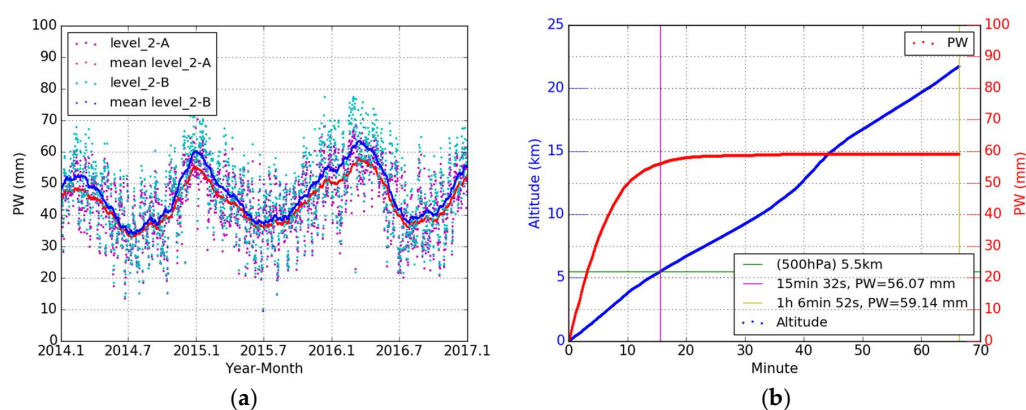 100
90
80
70
60
50
40
30
20
10
0
PW (mm)
level_2-A
mean level_2-A
level_2-B
mean level_2-B
2014.1 2014.7 2015.1 2015.7 2016.1 2016.7 2017.1
Year-Month
(a)
25
20
15
10
5
0
Altitude (km)
PW
100
90
80
70
60
50
40
30
20
10
0
PW (mm)
(500hPa) 5.5km
15min 32s, PW=56.07 mm
1h 6min 52s, PW=59.14 mm
Altitude
0 10 20 30 40 50 60 70
Minute
(b)